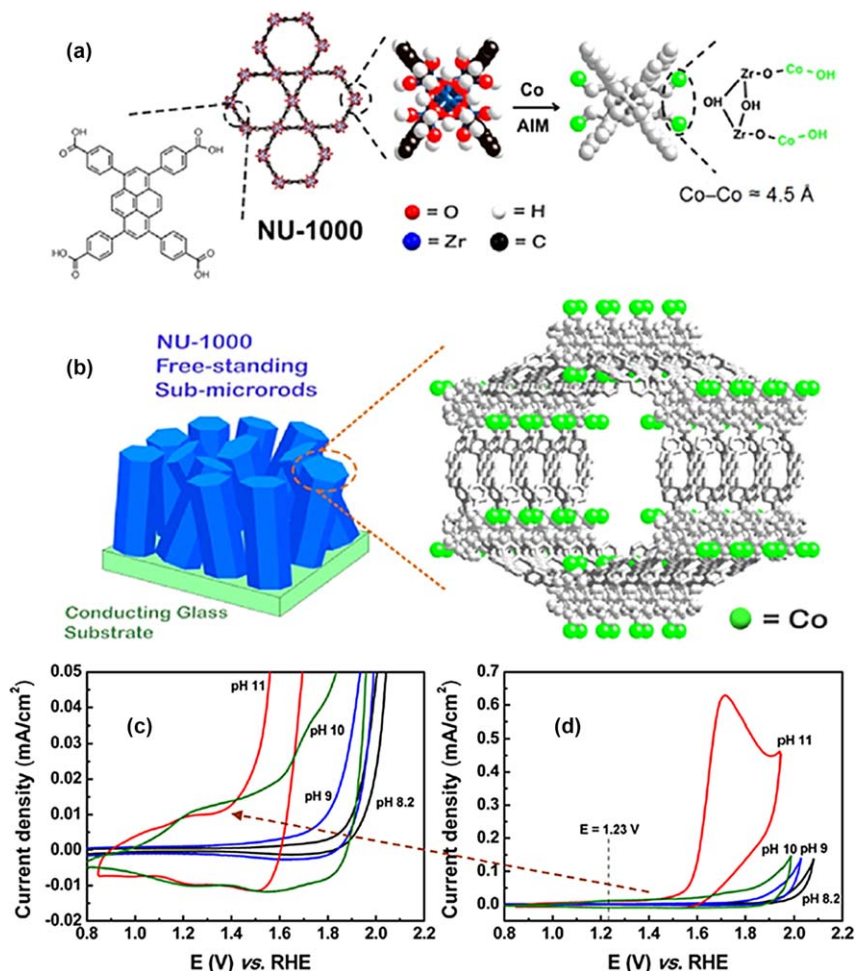 (a)
OH
O
O
OH
HO
O
O
OH
NU-1000
= O
= H
= Zr
= C
Co
AIM
Zr-O-Co-OH
OH OH
Zr-O-Co-OH
Co–Co ≈ 4.5 Å
(b)
NU-1000
Free-standing
Sub-microrods
Conducting Glass
Substrate
= Co
(c)
Current density (mA/cm²)
0.05
0.04
0.03
0.02
0.01
0.00
-0.01
-0.02
pH 11
pH 10
pH 9
pH 8.2
0.8 1.0 1.2 1.4 1.6 1.8 2.0 2.2
E (V) vs. RHE
(d)
Current density (mA/cm²)
0.7
0.6
0.5
0.4
0.3
0.2
0.1
0.0
pH 11
E = 1.23 V
pH 10 pH 9
pH 8.2
0.8 1.0 1.2 1.4 1.6 1.8 2.0 2.2
E (V) vs. RHE